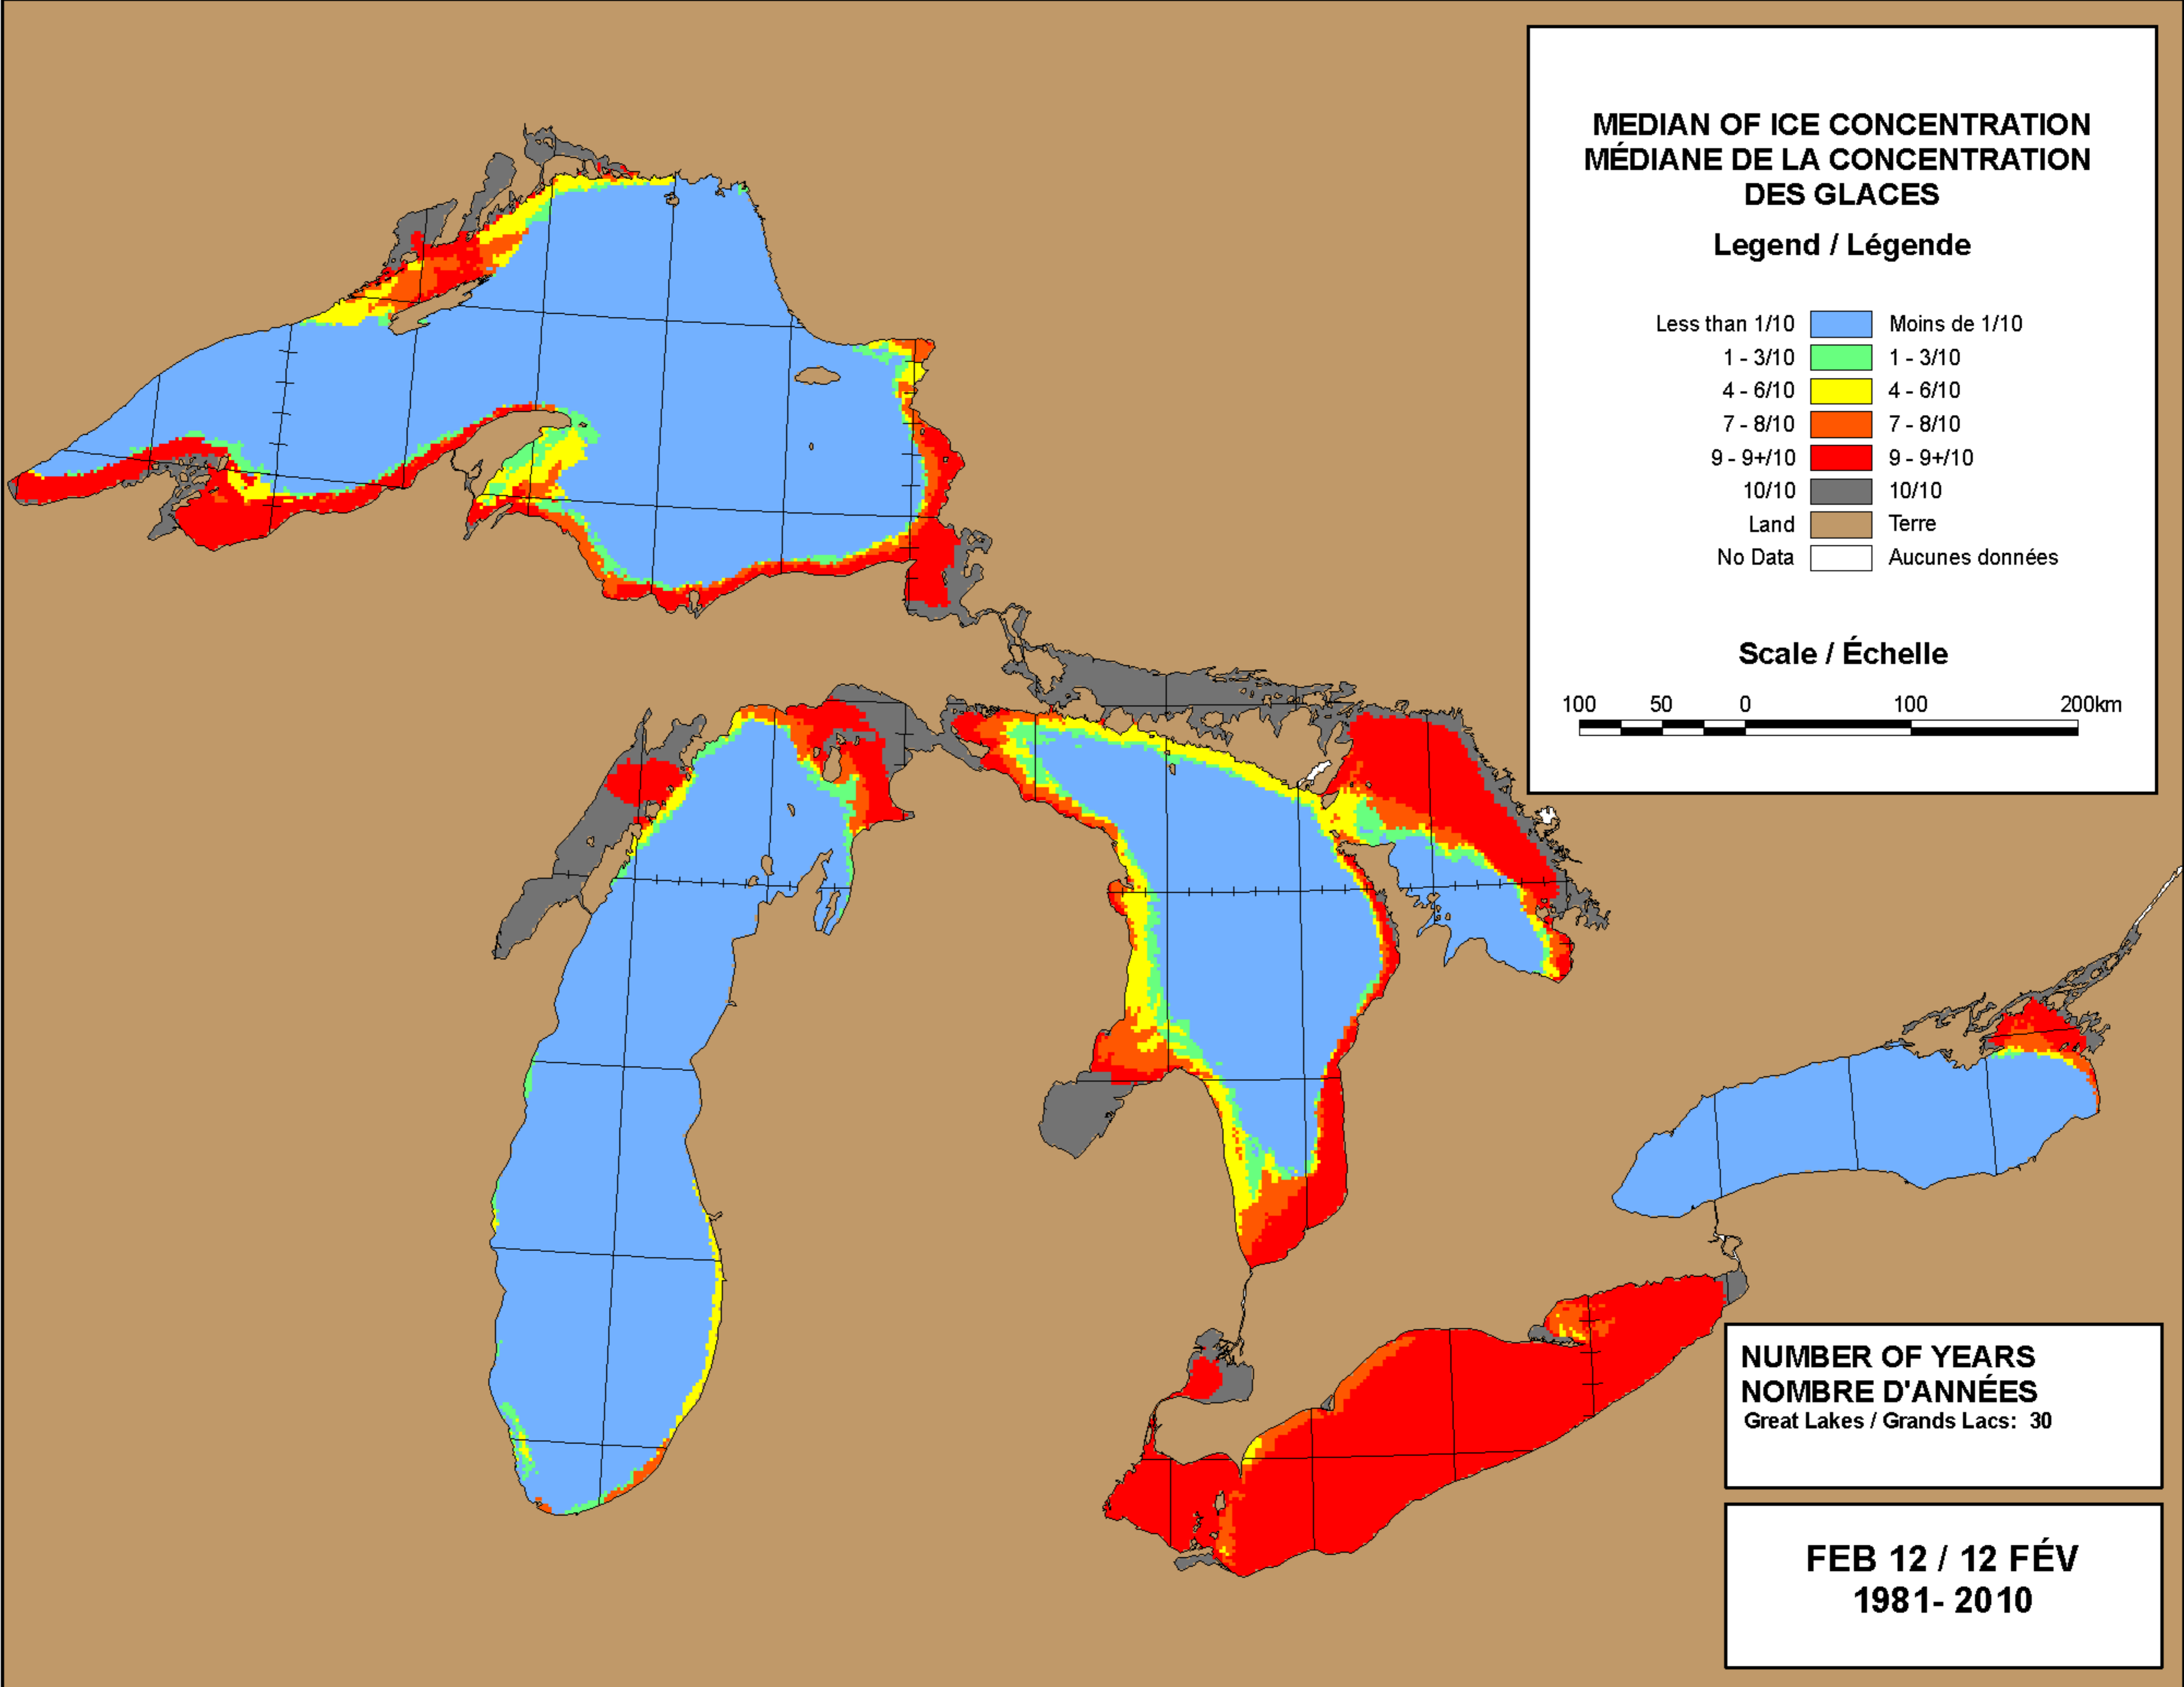 MEDIAN OF ICE CONCENTRATION
MÉDIANE DE LA CONCENTRATION
DES GLACES
Legend / Légende
Less than 1/10 Moins de 1/10
1 - 3/10 1 - 3/10
4 - 6/10 4 - 6/10
7 - 8/10 7 - 8/10
9 - 9+/10 9 - 9+/10
10/10 10/10
Land Terre
No Data Aucunes données
Scale / Échelle
100 50 0 100 200km
NUMBER OF YEARS
NOMBRE D'ANNÉES
Great Lakes / Grands Lacs: 30
FEB 12 / 12 FÉV
1981- 2010